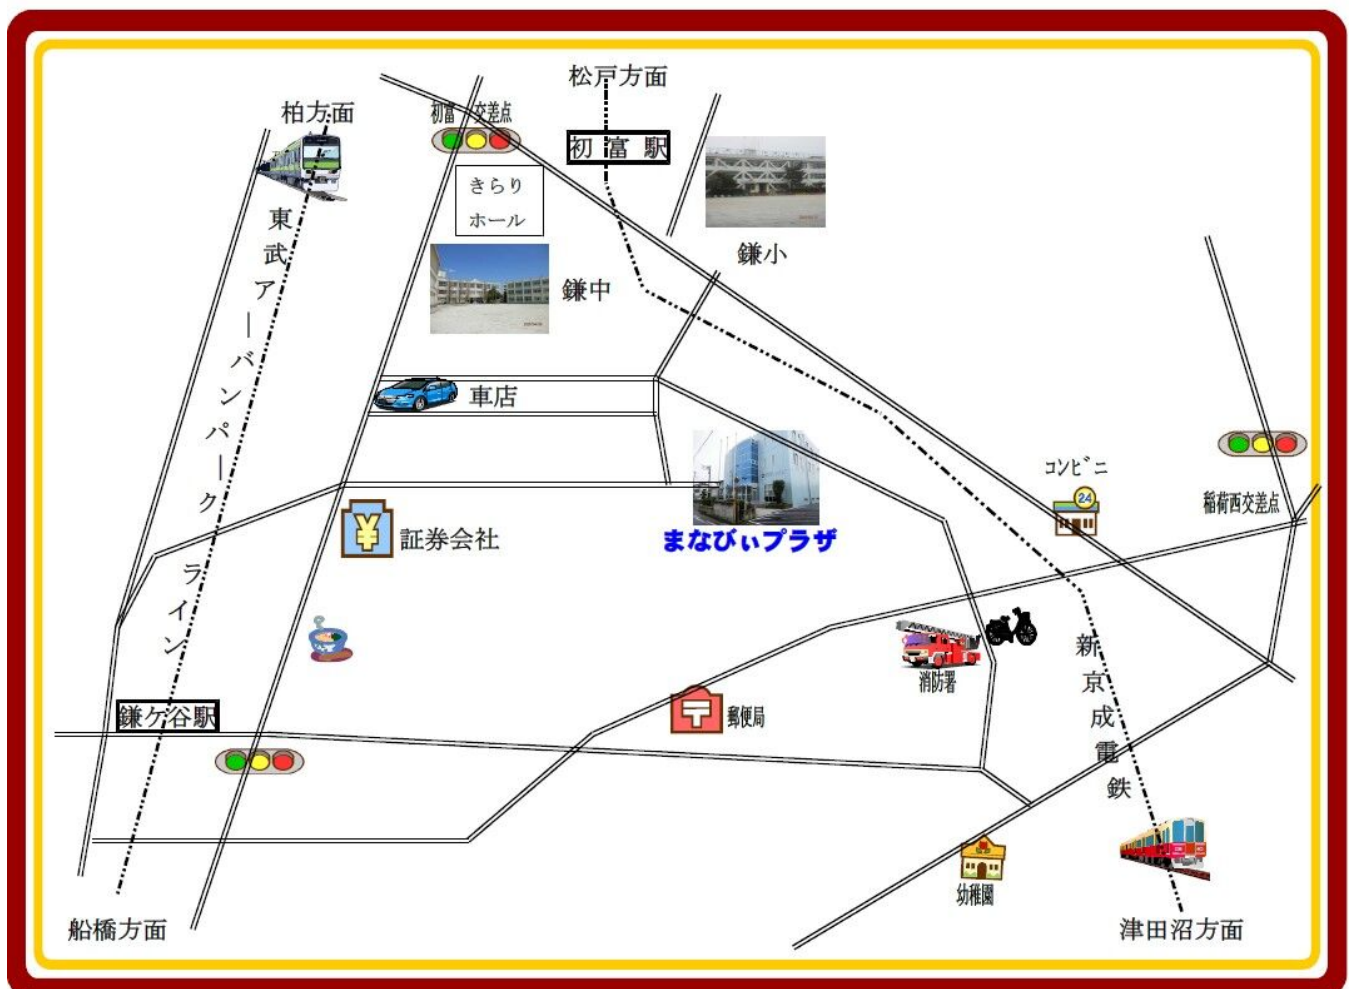 松戸方面
柏方面
初富 交差点
初富駅
きらり
ホール
鎌小
鎌中
東武アーバンパークライン
車店
コンビニ
24
稲荷西交差点
証券会社
まなびぃプラザ
新京成電鉄
消防署
郵便局
鎌ケ谷駅
幼稚園
船橋方面
津田沼方面